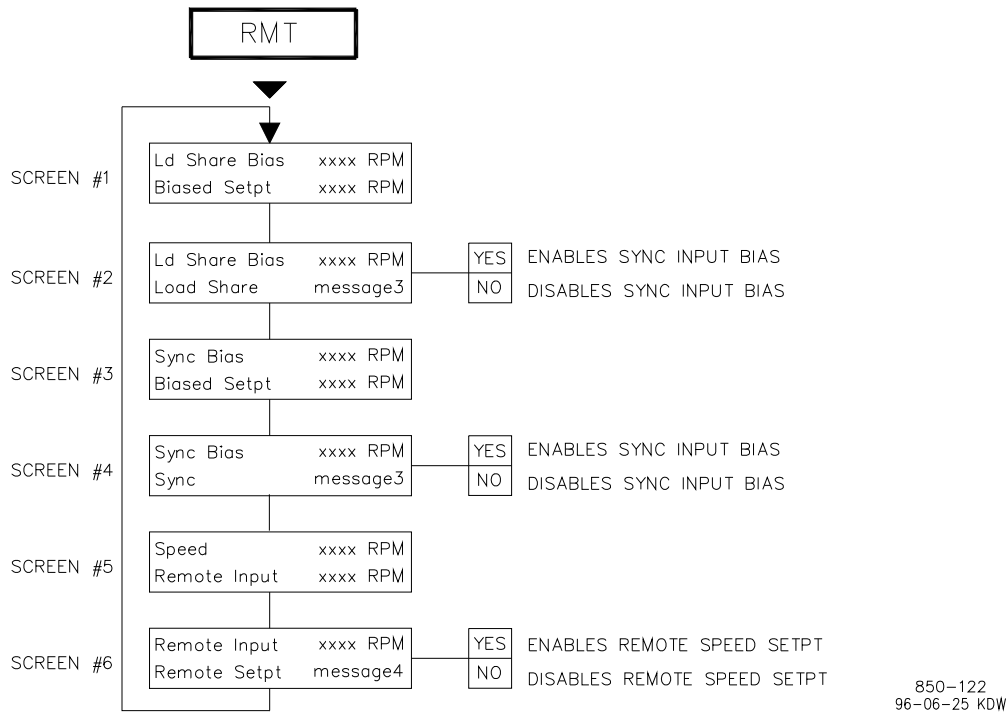 RMT
SCREEN #1
Ld Share Bias xxxx RPM
Biased Setpt xxxx RPM
SCREEN #2
Ld Share Bias xxxx RPM
Load Share message3
YES ENABLES SYNC INPUT BIAS
NO DISABLES SYNC INPUT BIAS
SCREEN #3
Sync Bias xxxx RPM
Biased Setpt xxxx RPM
SCREEN #4
Sync Bias xxxx RPM
Sync message3
YES ENABLES SYNC INPUT BIAS
NO DISABLES SYNC INPUT BIAS
SCREEN #5
Speed xxxx RPM
Remote Input xxxx RPM
SCREEN #6
Remote Input xxxx RPM
Remote Setpt message4
YES ENABLES REMOTE SPEED SETPT
NO DISABLES REMOTE SPEED SETPT
850-122
96-06-25 KDW